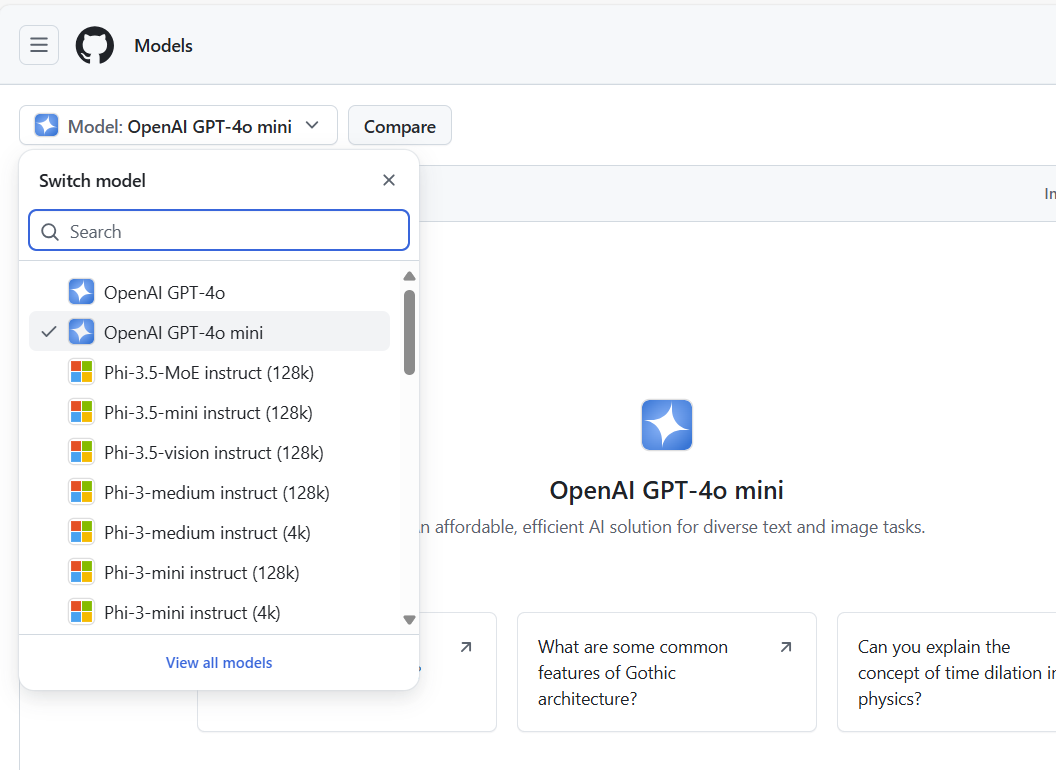 Models
Model: OpenAI GPT-4o mini
Compare
Switch model
Search
OpenAI GPT-4o
OpenAI GPT-4o mini
Phi-3.5-MoE instruct (128k)
Phi-3.5-mini instruct (128k)
Phi-3.5-vision instruct (128k)
Phi-3-medium instruct (128k)
Phi-3-medium instruct (4k)
Phi-3-mini instruct (128k)
Phi-3-mini instruct (4k)
View all models
OpenAI GPT-4o mini
affordable, efficient AI solution for diverse text and image tasks.
What are some common
features of Gothic
architecture?
Can you explain the
concept of time dilation in
physics?